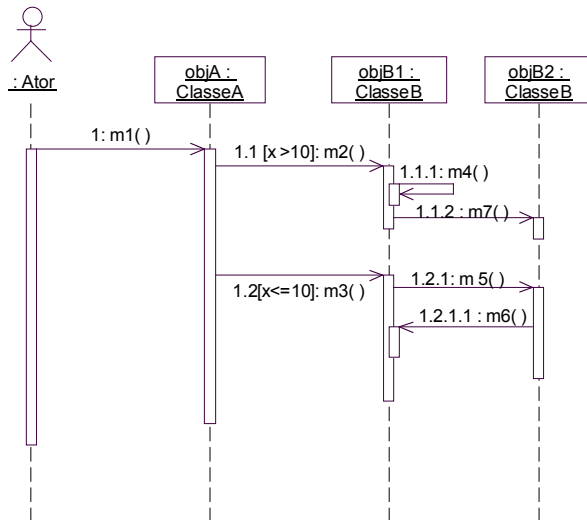 : Ator
objA :
ClasseA
objB1 :
ClasseB
objB2 :
ClasseB
1: m1( )
1.1 [x >10]: m2( )
1.1.1: m4( )
1.1.2 : m7( )
1.2[x<=10]: m3( )
1.2.1: m 5( )
1.2.1.1 : m6( )